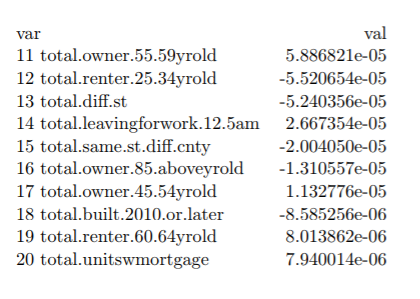 var val
11 total.owner.55.59yrold 5.886821e-05
12 total.renter.25.34yrold -5.520654e-05
13 total.diff.st -5.240356e-05
14 total.leavingforwork.12.5am 2.667354e-05
15 total.same.st.diff.cnty -2.004050e-05
16 total.owner.85.aboveyrold -1.310557e-05
17 total.owner.45.54yrold 1.132776e-05
18 total.built.2010.or.later -8.585256e-06
19 total.renter.60.64yrold 8.013862e-06
20 total.unitswmortgage 7.940014e-06